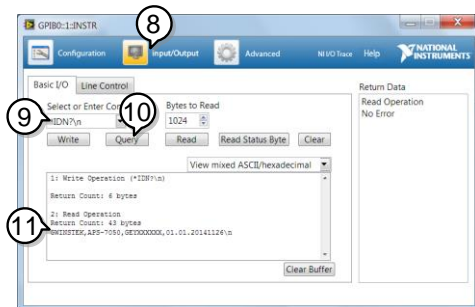 GPIB0::1::INSTR
8
Configuration Input/Output Advanced NI I/O Trace Help NATIONAL INSTRUMENTS
Basic I/O Line Control
Return Data
Select or Enter Bytes to Read
10
Read Operation
No Error
9
*IDN?\n 1024
Write Query Read Read Status Byte Clear
View mixed ASCII/hexadecimal
1: Write Operation (*IDN?\n)
Return Count: 6 bytes
2: Read Operation
Return Count: 43 bytes
11
GWINSTEK,APS-7050,GEYXXXXXX,01.01.20141126\n
Clear Buffer